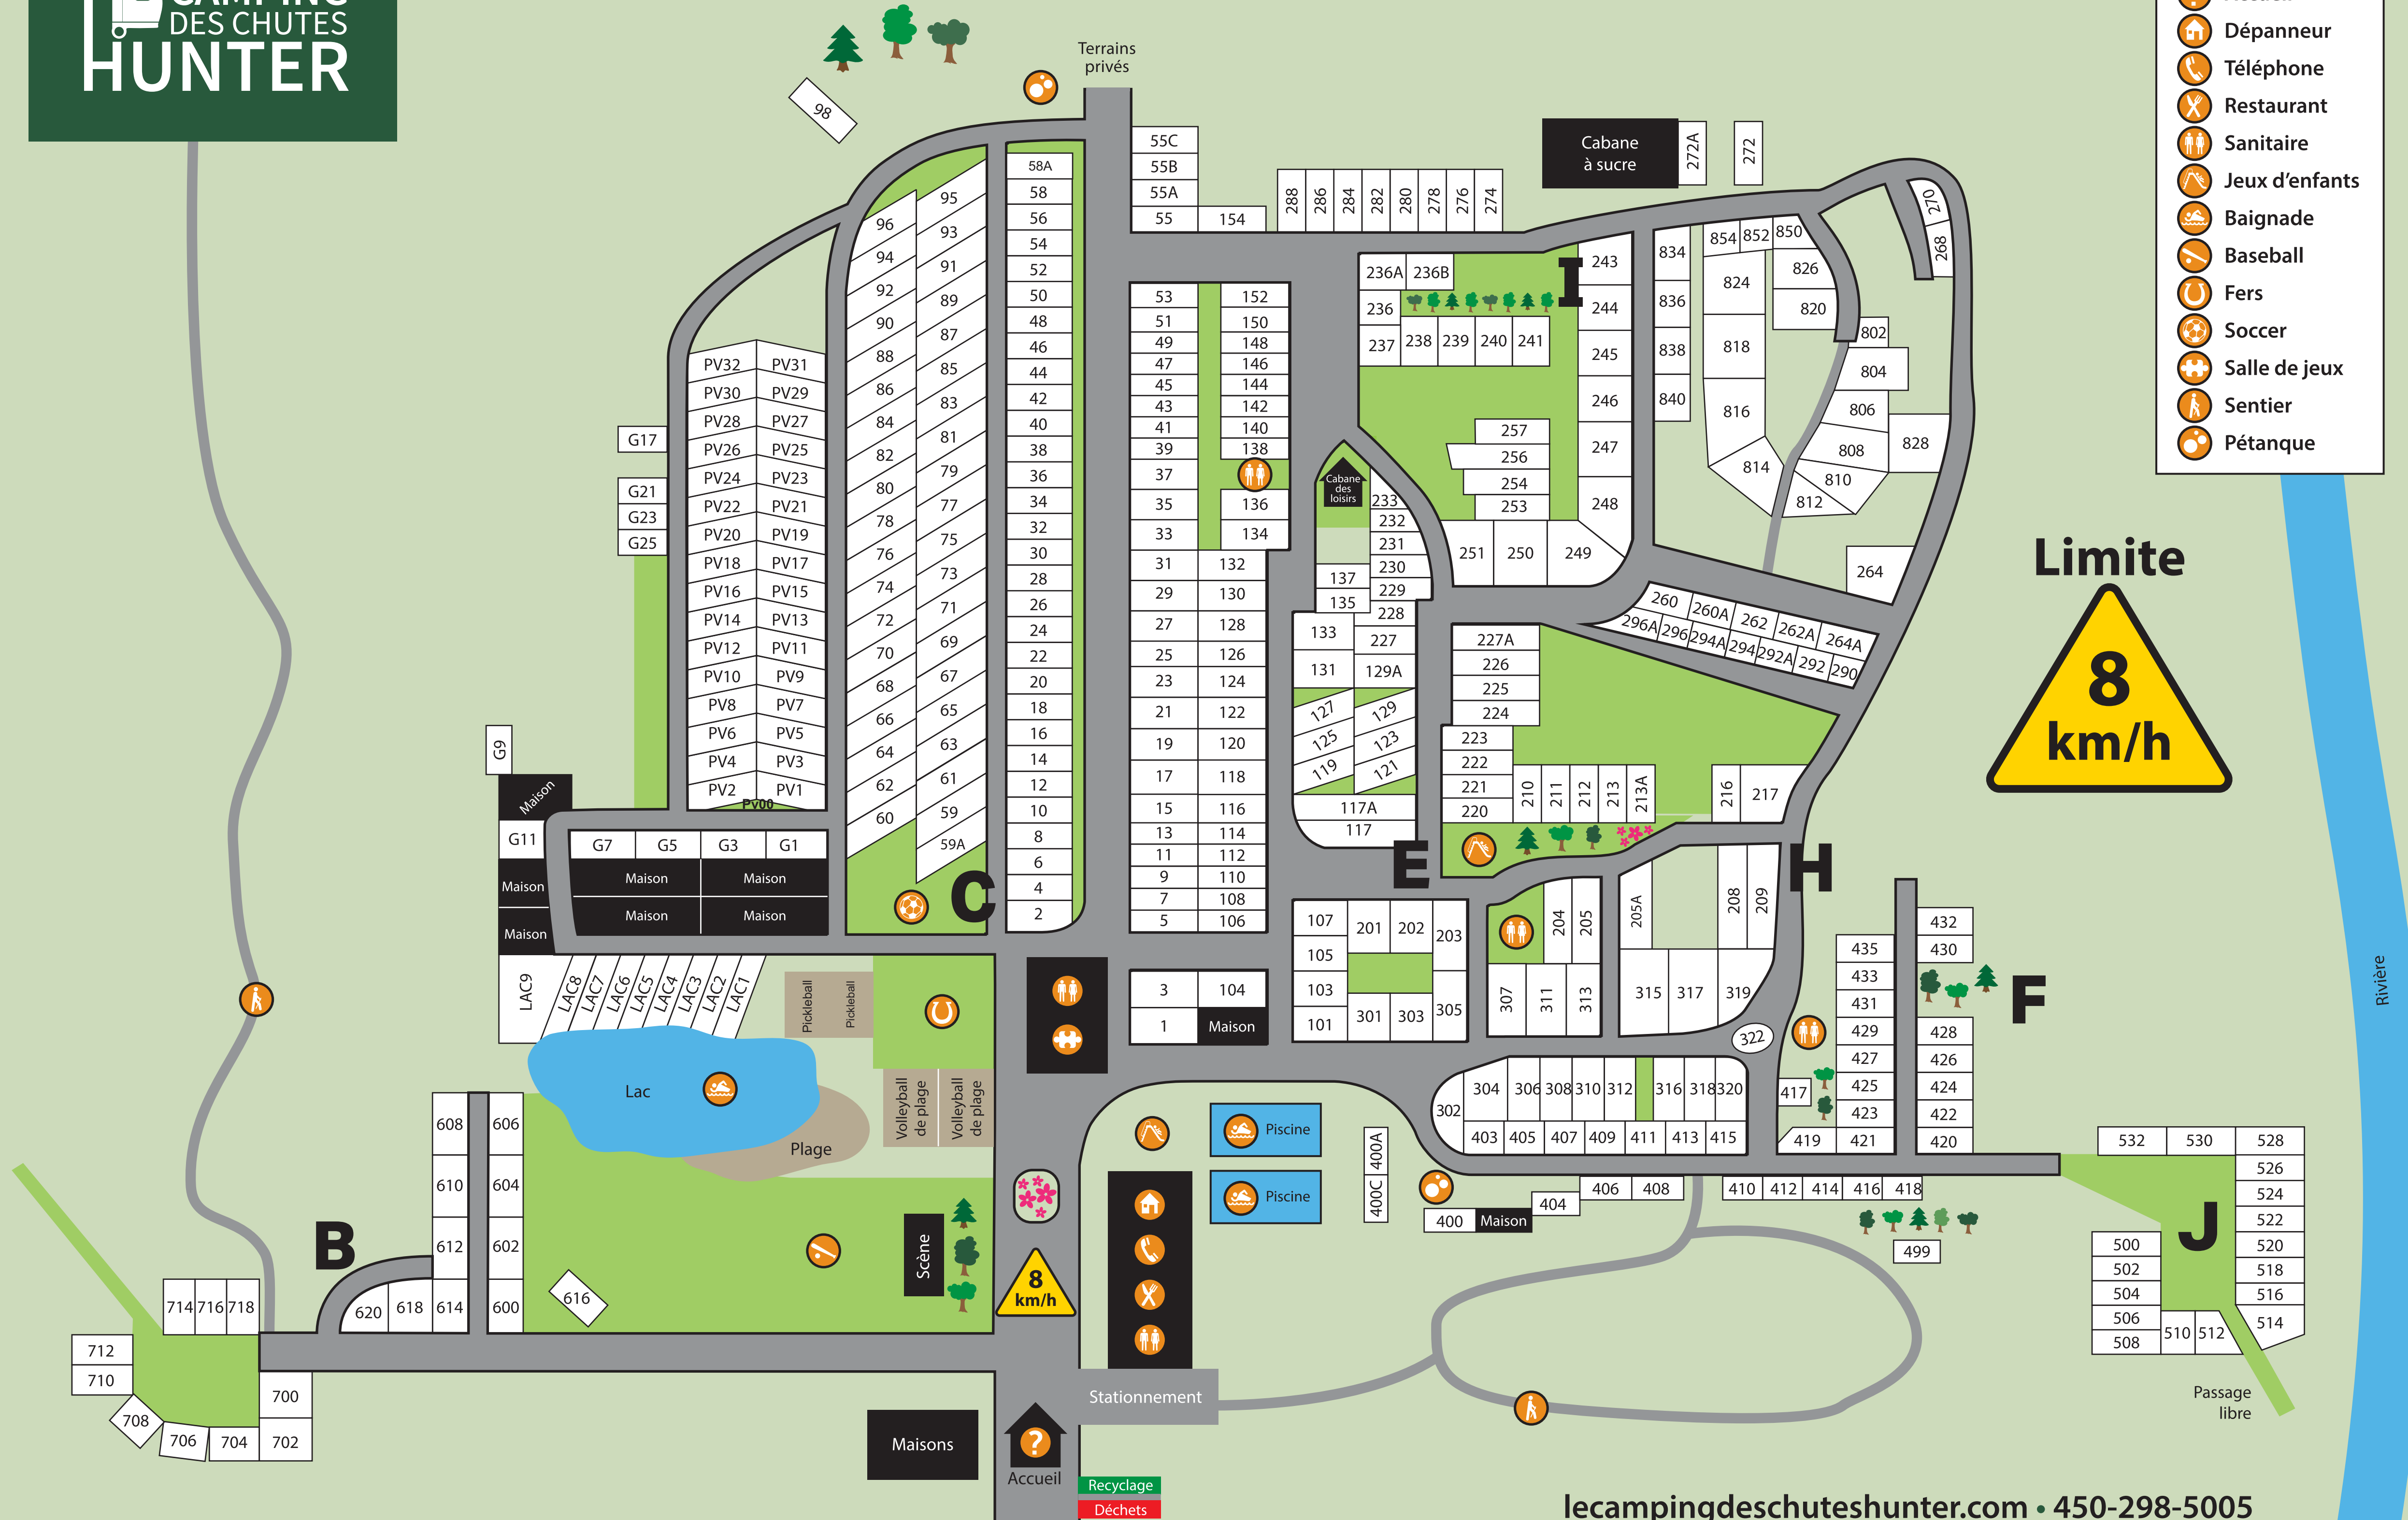 CAMPING
DES CHUTES
HUNTER
Accueil
Dépanneur
Téléphone
Restaurant
Sanitaire
Jeux d'enfants
Baignade
Baseball
Fers
Soccer
Salle de jeux
Sentier
Pétanque
Limite
8
km/h
Rivière
Terrains
privés
98
55C
55B
55A
55 154
288 286 284 282 280 278 276 274
Cabane
à sucre
272A
272
270
268
58A
58
56
54
52
50
48
46
44
42
40
38
36
34
32
30
28
26
24
22
20
18
16
14
12
10
8
6
4
2
96
94
92
90
88
86
84
82
80
78
76
74
72
70
68
66
64
62
60
95
93
91
89
87
85
83
81
79
77
75
73
71
69
67
65
63
61
59
59A
C
PV32 PV31
PV30 PV29
PV28 PV27
PV26 PV25
PV24 PV23
PV22 PV21
PV20 PV19
PV18 PV17
PV16 PV15
PV14 PV13
PV12 PV11
PV10 PV9
PV8 PV7
PV6 PV5
PV4 PV3
PV2 PV1
Pv00
G17
G21
G23
G25
G9
Maison
G11
Maison
Maison
G7 G5 G3 G1
Maison Maison
Maison Maison
LAC9 LAC8 LAC7 LAC6 LAC5 LAC4 LAC3 LAC2 LAC1
53 152
51 150
49 148
47 146
45 144
43 142
41 140
39 138
37
35 136
33 134
31 132
29 130
27 128
25 126
23 124
21 122
19 120
17 118
15 116
13 114
11 112
9 110
7 108
5 106
3 104
1 Maison
236A 236B
236
237 238 239 240 241
I
243
244
245
246
247
248
257
256
254
253
251 250 249
834
836
838
840
854 852 850
824 826
820
818
816
814
802
804
806
808
810
812
828
264
260 260A 262 262A 264A
296A 296 294A 294 292A 292 290
Cabane
des
loisirs
233
232
231
230
229
228
137
135
133 227
131 129A
127 129
125 123
119 121
117A
117
E
227A
226
225
224
223
222
221
220
210 211 212 213 213A
216 217
H
107 201 202 203
105
103
101 301 303 305
204 205
307 311 313
205A 208 209
315 317 319
322
302 304 306 308 310 312 316 318 320
403 405 407 409 411 413 415
417
419 421
435
433
431
429
427
425
423
432
430
428
426
424
422
420
F
Pickleball
Pickleball
Volleyball
de plage
Volleyball
de plage
Lac
Plage
Piscine
Piscine
400A
400C
400 Maison
404
406 408
410 412 414 416 418
499
532 530 528
526
524
522
520
518
516
514
J
500
502
504
506
508
510 512
Passage
libre
608 606
610 604
612 602
614 600
620 618
616
B
Scène
8
km/h
714 716 718
712
710
708
706
704
700
702
Stationnement
Maisons
Accueil
Recyclage
Déchets
lecampingdeschuteshunter.com • 450-298-5005